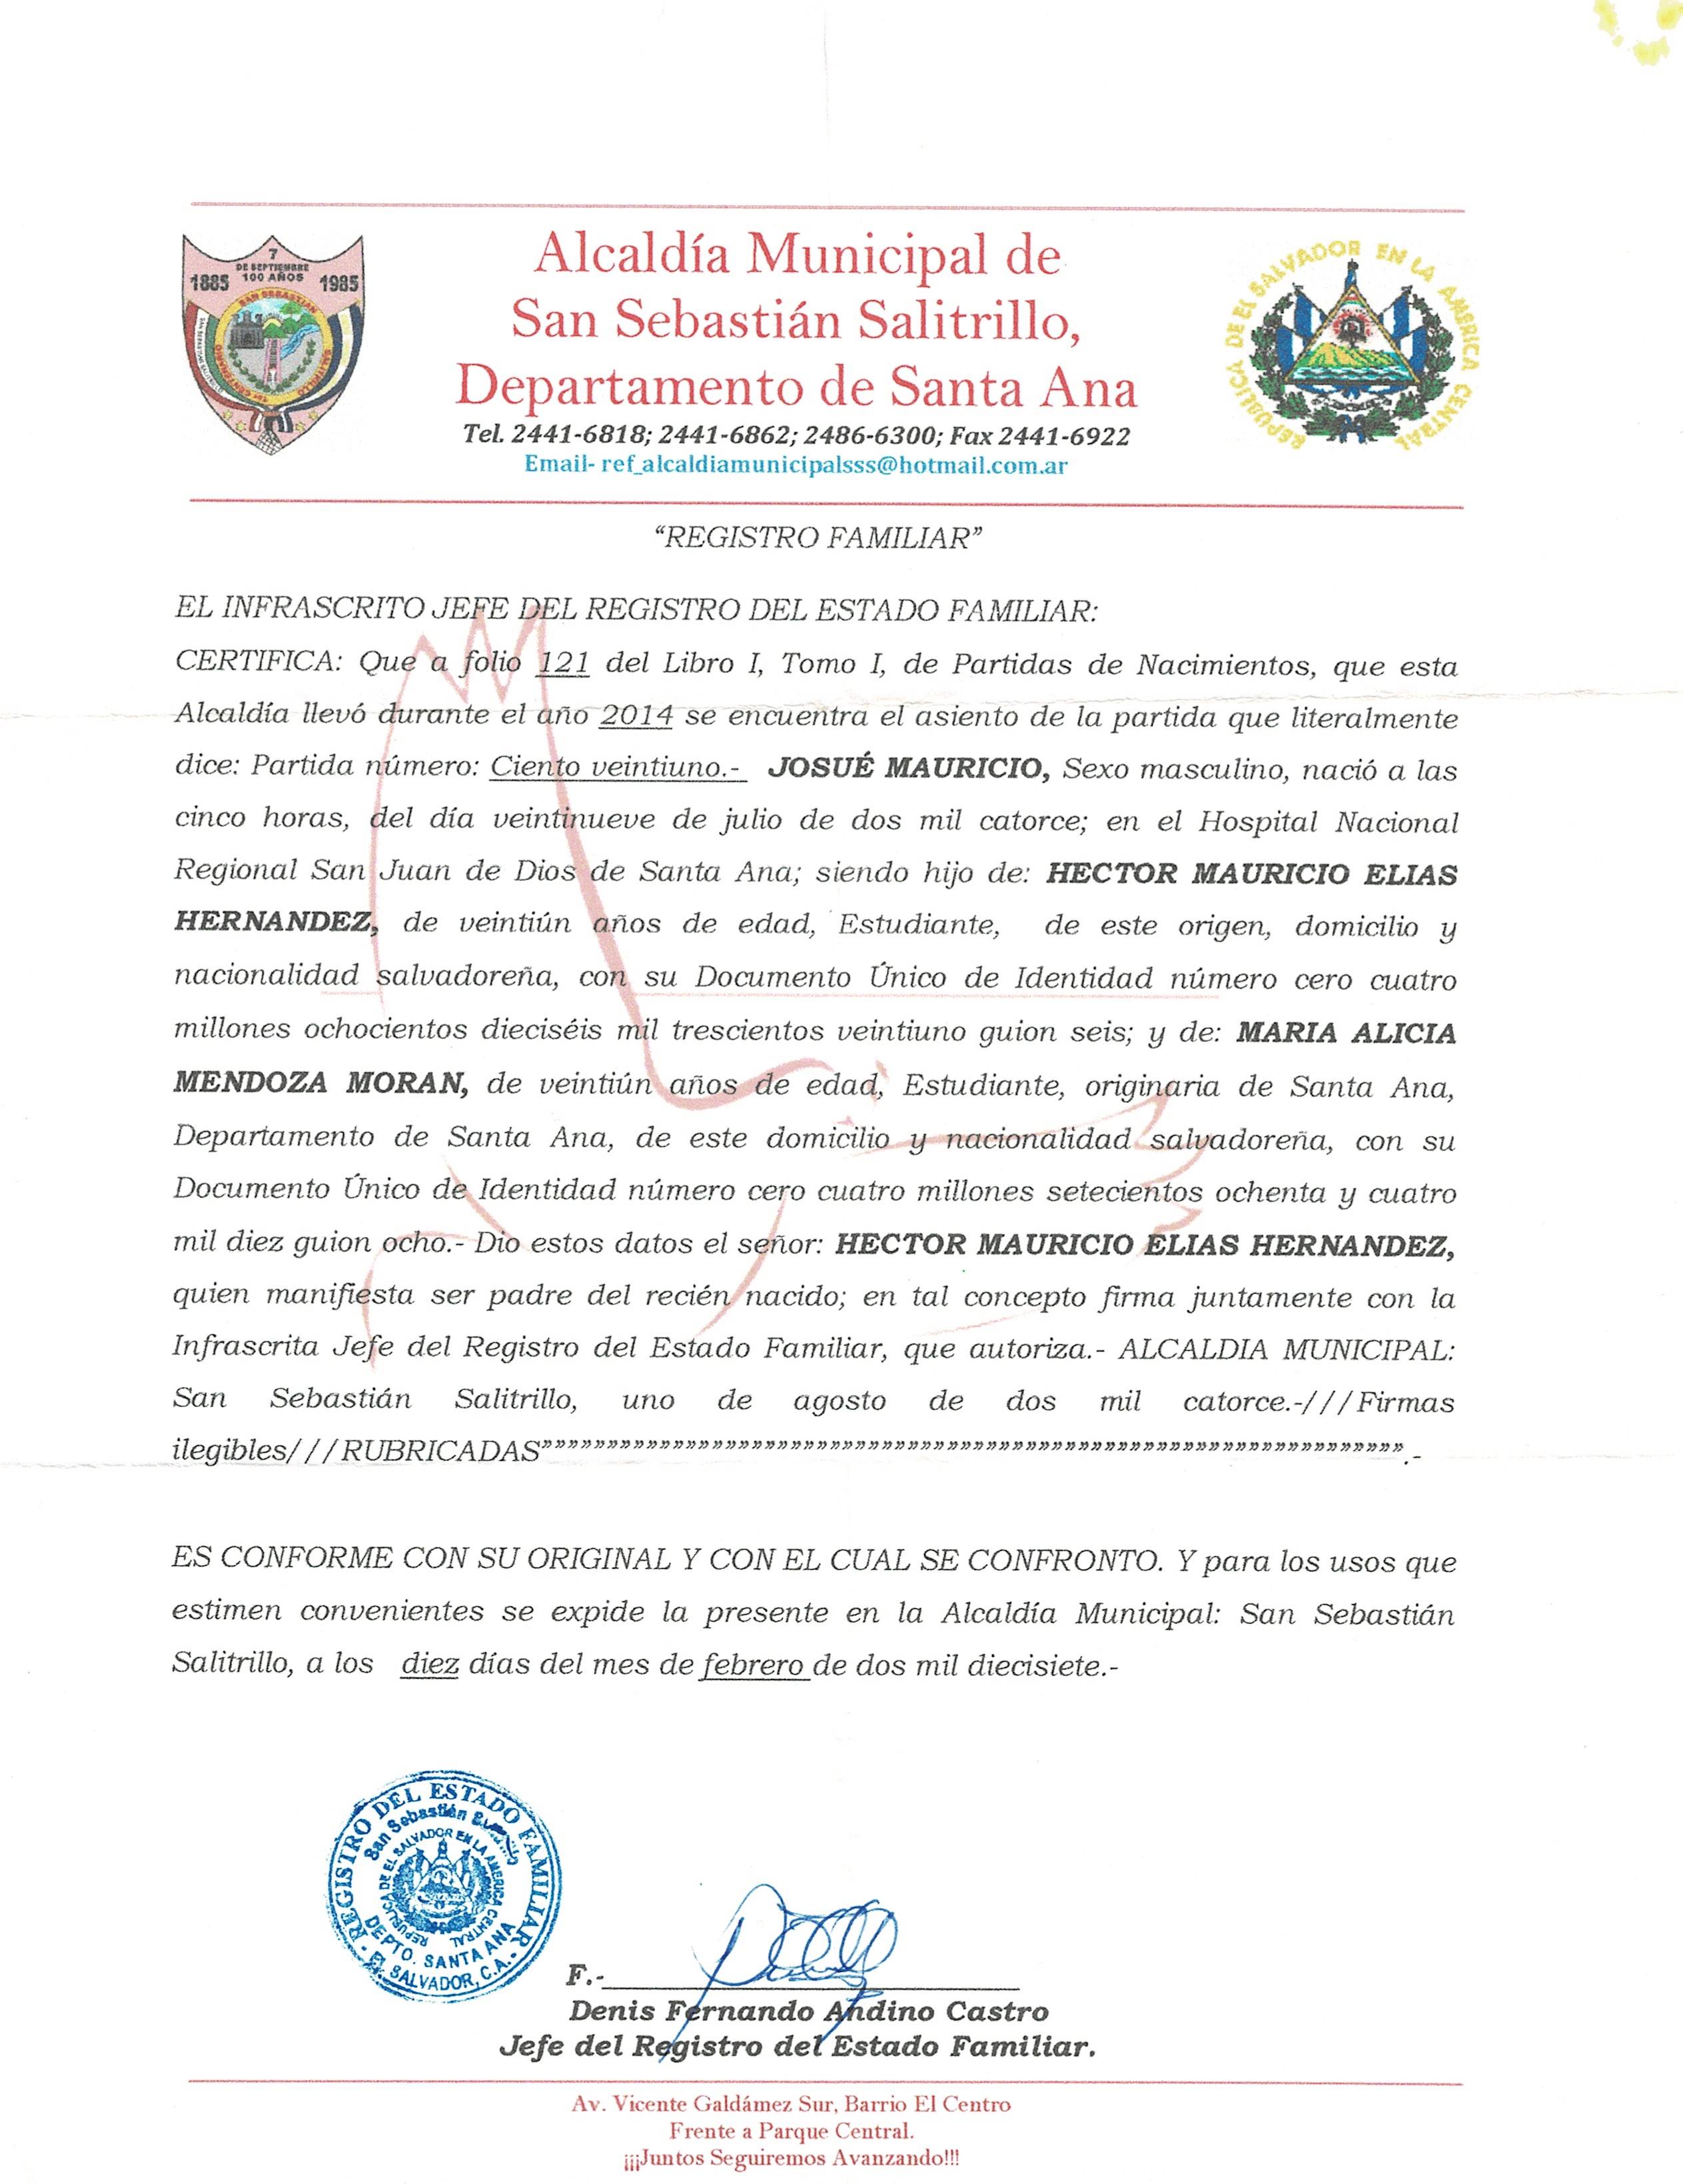 7
DE SEPTIEMBRE
1885 100 AÑOS 1985
SAN SEBASTIAN
SALITRILLO
REPUBLICA DE EL SALVADOR EN LA AMERICA CENTRAL
Alcaldía Municipal de
San Sebastián Salitrillo,
Departamento de Santa Ana
Tel. 2441-6818; 2441-6862; 2486-6300; Fax 2441-6922
Email- ref_alcaldiamunicipalsss@hotmail.com.ar
“REGISTRO FAMILIAR”
EL INFRASCRITO JEFE DEL REGISTRO DEL ESTADO FAMILIAR:
CERTIFICA: Que a folio 121 del Libro I, Tomo I, de Partidas de Nacimientos, que esta
Alcaldía llevó durante el año 2014 se encuentra el asiento de la partida que literalmente
dice: Partida número: Ciento veintiuno.- JOSUÉ MAURICIO, Sexo masculino, nació a las
cinco horas, del día veintinueve de julio de dos mil catorce; en el Hospital Nacional
Regional San Juan de Dios de Santa Ana; siendo hijo de: HECTOR MAURICIO ELIAS
HERNANDEZ, de veintiún años de edad, Estudiante, de este origen, domicilio y
nacionalidad salvadoreña, con su Documento Único de Identidad número cero cuatro
millones ochocientos dieciséis mil trescientos veintiuno guion seis; y de: MARIA ALICIA
MENDOZA MORAN, de veintiún años de edad, Estudiante, originaria de Santa Ana,
Departamento de Santa Ana, de este domicilio y nacionalidad salvadoreña, con su
Documento Único de Identidad número cero cuatro millones setecientos ochenta y cuatro
mil diez guion ocho.- Dio estos datos el señor: HECTOR MAURICIO ELIAS HERNANDEZ,
quien manifiesta ser padre del recién nacido; en tal concepto firma juntamente con la
Infrascrita Jefe del Registro del Estado Familiar, que autoriza.- ALCALDIA MUNICIPAL:
San Sebastián Salitrillo, uno de agosto de dos mil catorce.-///Firmas
ilegibles///RUBRICADAS””””””””””””””””””””””””””””””””””””””””””””””””””””””””””””””””””.-
ES CONFORME CON SU ORIGINAL Y CON EL CUAL SE CONFRONTO. Y para los usos que
estimen convenientes se expide la presente en la Alcaldía Municipal: San Sebastián
Salitrillo, a los diez días del mes de febrero de dos mil diecisiete.-
REGISTRO DEL ESTADO FAMILIAR
San Sebastián
REPUBLICA DE EL SALVADOR EN LA AMERICA CENTRAL
DEPTO. SANTA ANA
EL SALVADOR, C.A.
F.-
Denis Fernando Andino Castro
Jefe del Registro del Estado Familiar.
Av. Vicente Galdámez Sur, Barrio El Centro
Frente a Parque Central.
¡¡¡Juntos Seguiremos Avanzando!!!